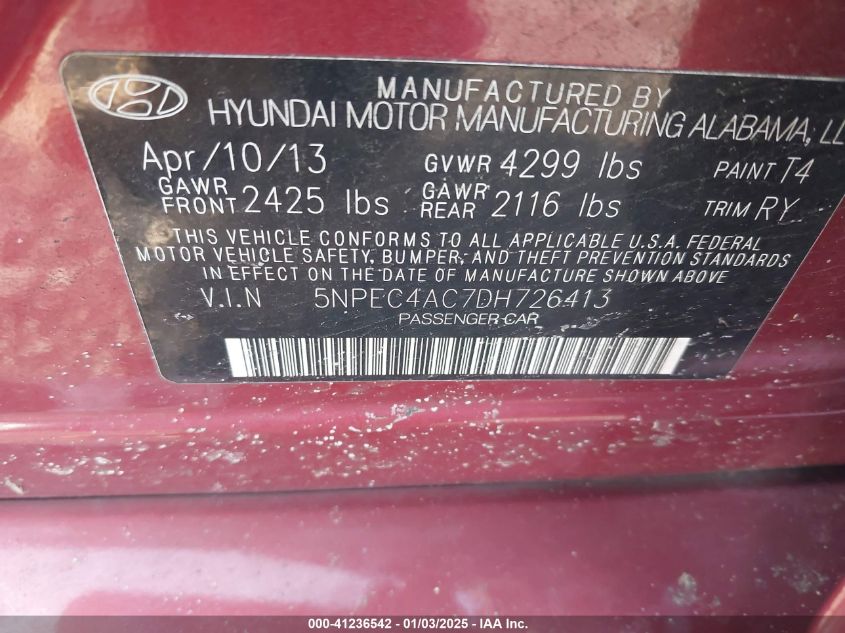 MANUFACTURED BY
HYUNDAI MOTOR MANUFACTURING ALABAMA, LL
Apr/10/13 GVWR 4299 lbs PAINT T4
GAWR FRONT 2425 lbs GAWR REAR 2116 lbs TRIM RY
THIS VEHICLE CONFORMS TO ALL APPLICABLE U.S.A. FEDERAL
MOTOR VEHICLE SAFETY, BUMPER, AND THEFT PREVENTION STANDARDS
IN EFFECT ON THE DATE OF MANUFACTURE SHOWN ABOVE
V.I.N 5NPEC4AC7DH726413
PASSENGER CAR
000-41236542 - 01/03/2025 - IAA Inc.